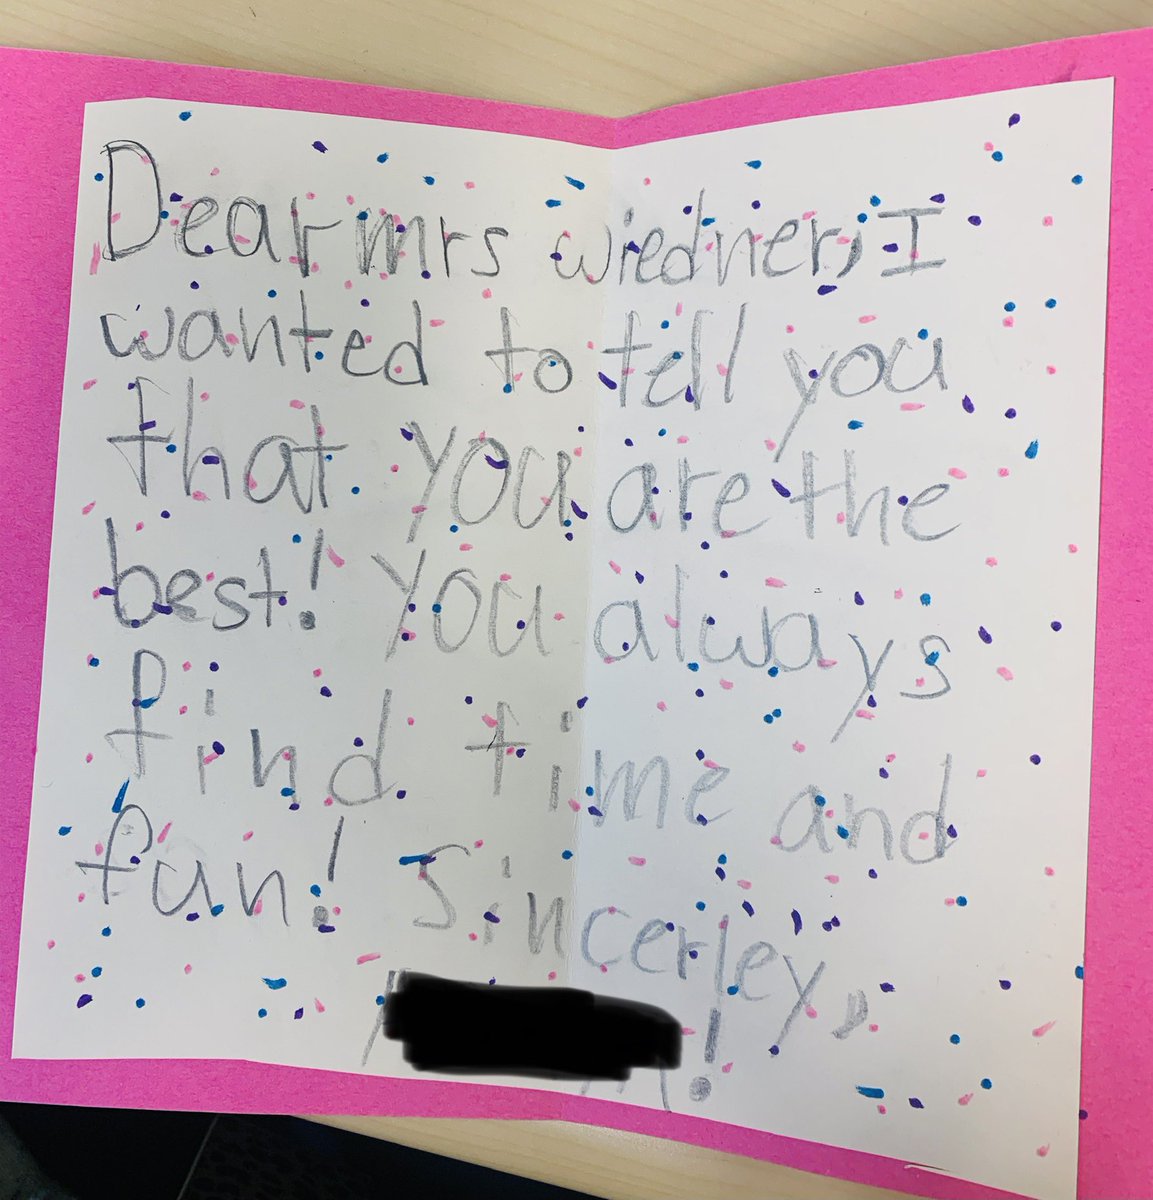 Dear mrs wiedner, I
wanted to tell you
that you are the
best! You always
find time and
fun! Sincerley,
!